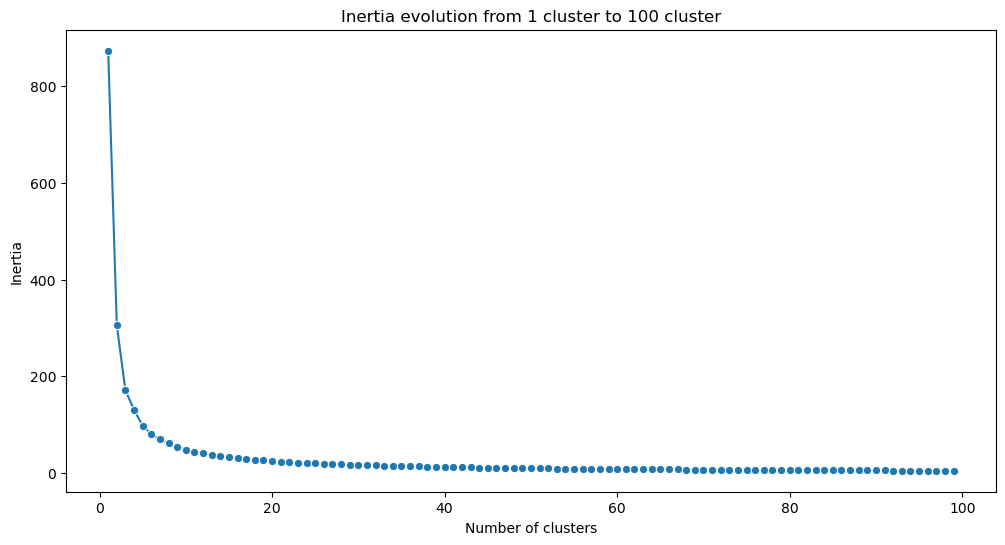 Inertia evolution from 1 cluster to 100 cluster
Inertia
800
600
400
200
0
0 20 40 60 80 100
Number of clusters